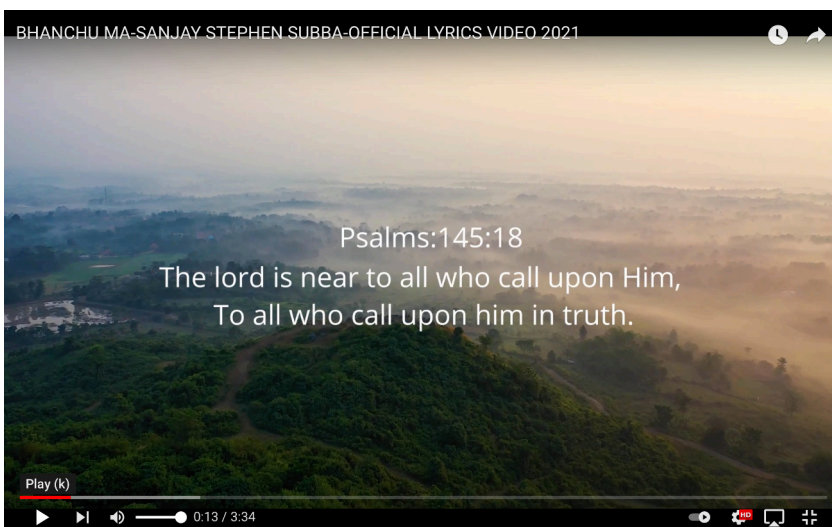 BHANCHU MA-SANJAY STEPHEN SUBBA-OFFICIAL LYRICS VIDEO 2021
Psalms:145:18
The lord is near to all who call upon Him,
To all who call upon him in truth.
Play (k)
0:13 / 3:34
HD